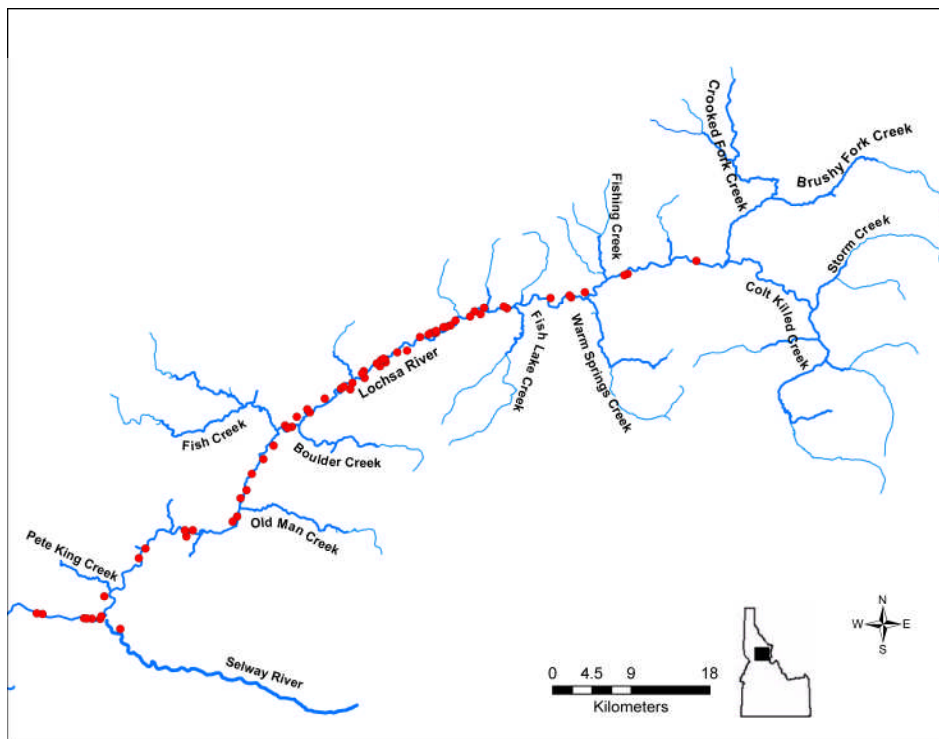 Crooked Fork Creek
Brushy Fork Creek
Fishing Creek
Storm Creek
Colt Killed Creek
Fish Lake Creek
Warm Springs Creek
Lochsa River
Fish Creek
Boulder Creek
Old Man Creek
Pete King Creek
Selway River
N
W E
S
0 4.5 9 18
Kilometers